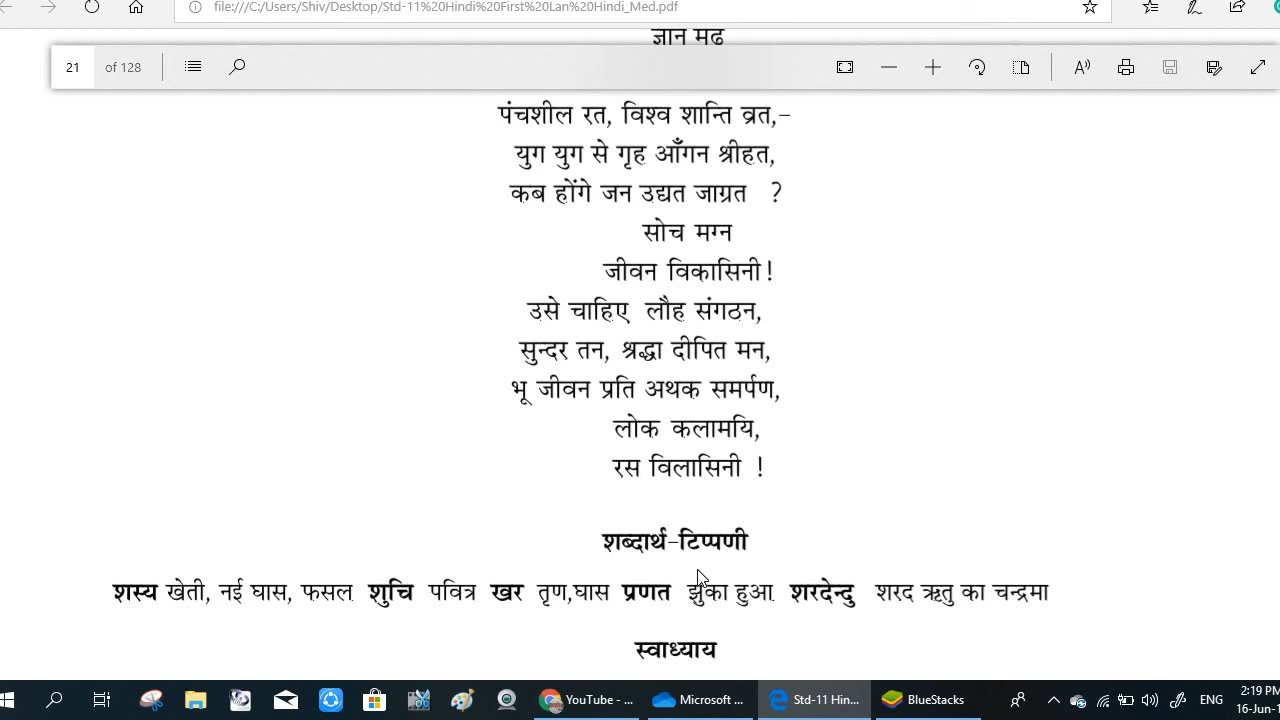 file:///C:/Users/Shiv/Desktop/Std-11%20Hindi%20First%20Lan%20Hindi_Med.pdf
ज्ञान मढ़
21 of 128
पंचशील रत, विश्व शान्ति व्रत,-
युग युग से गृह आँगन श्रीहत,
कब होंगे जन उद्यत जाग्रत ?
सोच मग्न
जीवन विकासिनी!
उसे चाहिए लौह संगठन,
सुन्दर तन, श्रद्धा दीपित मन,
भू जीवन प्रति अथक समर्पण,
लोक कलामयि,
रस विलासिनी !
शब्दार्थ-टिप्पणी
शस्य खेती, नई घास, फसल शुचि पवित्र खर तृण,घास प्रणत झुका हुआ शरदेन्दु शरद ऋतु का चन्द्रमा
स्वाध्याय
YouTube - ... Microsoft ... Std-11 Hin... BlueStacks ENG 2:19 PM
16-Jun-